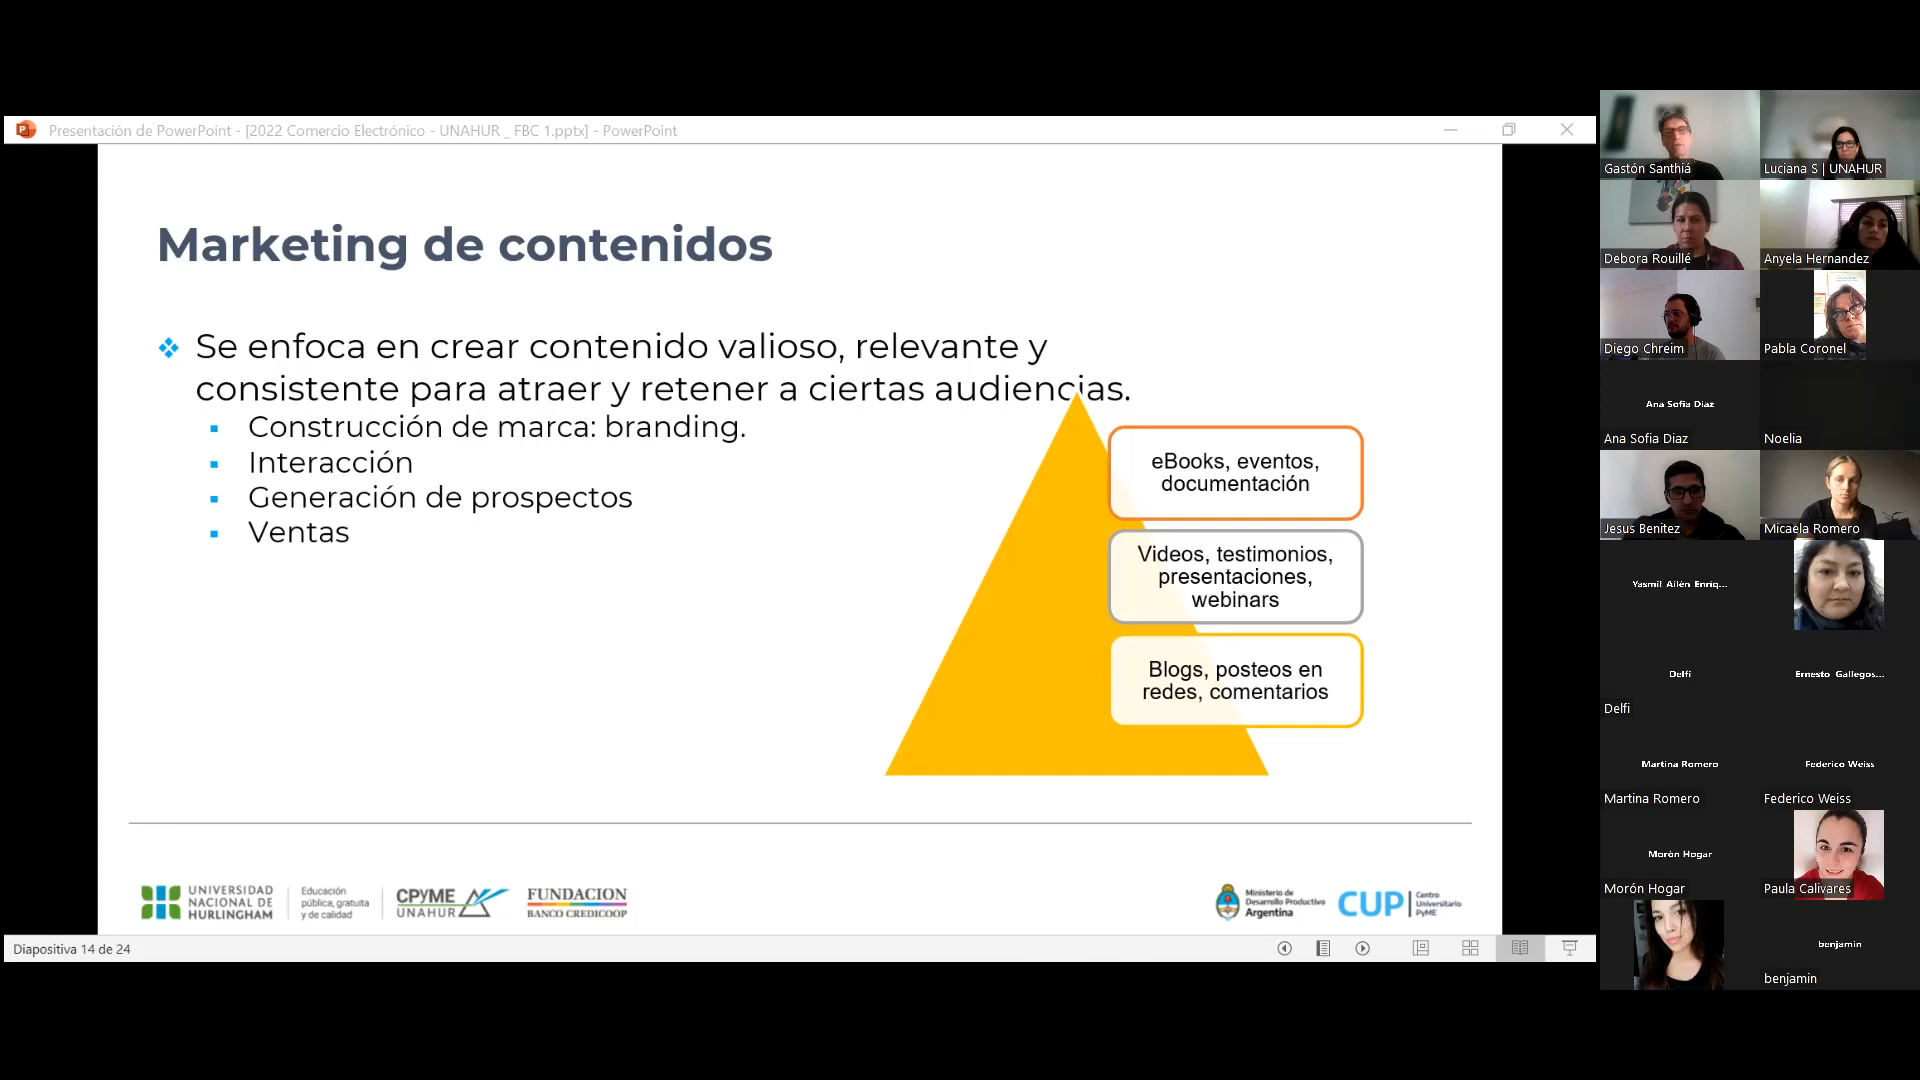 Presentación de PowerPoint - [2022 Comercio Electrónico - UNAHUR _ FBC 1.pptx] - PowerPoint
Marketing de contenidos
Se enfoca en crear contenido valioso, relevante y
consistente para atraer y retener a ciertas audiencias.
Construcción de marca: branding.
Interacción
Generación de prospectos
Ventas
eBooks, eventos,
documentación
Videos, testimonios,
presentaciones,
webinars
Blogs, posteos en
redes, comentarios
UNIVERSIDAD
NACIONAL DE
HURLINGHAM
Educación
pública, gratuita
y de calidad
CPYME
UNAHUR
FUNDACION
BANCO CREDICOOP
Ministerio de
Desarrollo Productivo
Argentina
CUP
Centro
Universitario
PyME
Diapositiva 14 de 24
Gastón Santhiá
Luciana S | UNAHUR
Debora Rouillé
Anyela Hernandez
Diego Chreim
Pabla Coronel
Ana Sofia Diaz
Ana Sofia Diaz
Noelia
Jesus Benitez
Micaela Romero
Yasmil Ailén Enriq...
Delfi
Ernesto Gallegos...
Delfi
Martina Romero
Federico Weiss
Martina Romero
Federico Weiss
Morón Hogar
Morón Hogar
Paula Calivares
benjamin
benjamin